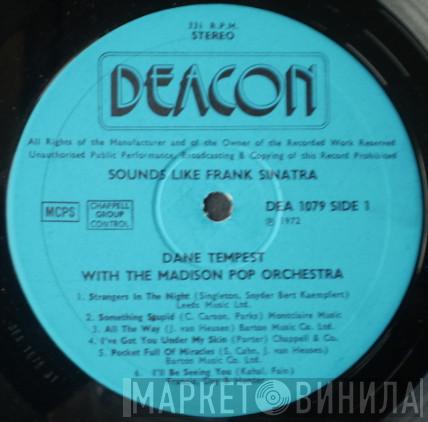 33⅓ R.P.M.
STEREO
DEACON
All Rights of the Manufacturer and of the Owner of the Recorded Work Reserved
Unauthorised Public Performance, Broadcasting & Copying of this Record Prohibited
SOUNDS LIKE FRANK SINATRA
MCPS
CHAPPELL
GROUP
CONTROL
DEA 1079 SIDE 1
℗ 1972
DANE TEMPEST
WITH THE MADISON POP ORCHESTRA
1. Strangers In The Night (Singleton, Snyder Bert Kaempfert)
Leeds Music Ltd.
2. Something Stupid (C. Carson, Parks) Montclaire Music
3. All The Way (J. van Heusen) Barton Music Co. Ltd.
4. I've Got You Under My Skin (Porter) Chappell & Co.
5. Pocket Full Of Miracles (S. Cahn, J. van Heusen)
Barton Music Co. Ltd.
6. I'll Be Seeing You (Kahal, Fain)
МАРКЕТ ВИНИЛА